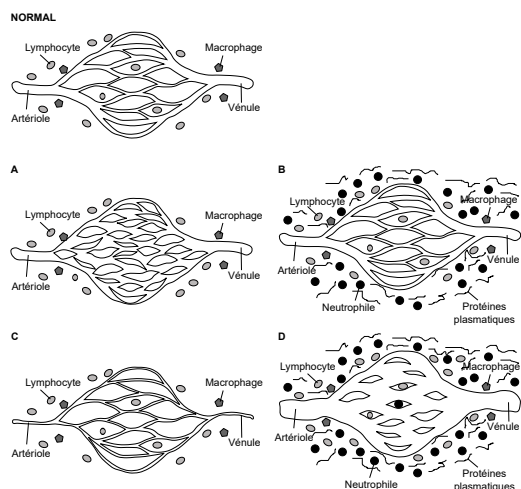 NORMAL
Lymphocyte
Macrophage
Artériole
Vénule
A
Lymphocyte
Macrophage
Artériole
Vénule
B
Lymphocyte
Macrophage
Artériole
Vénule
Neutrophile
Protéines
plasmatiques
C
Lymphocyte
Macrophage
Artériole
Vénule
D
Lymphocyte
Macrophage
Artériole
Vénule
Neutrophile
Protéines
plasmatiques